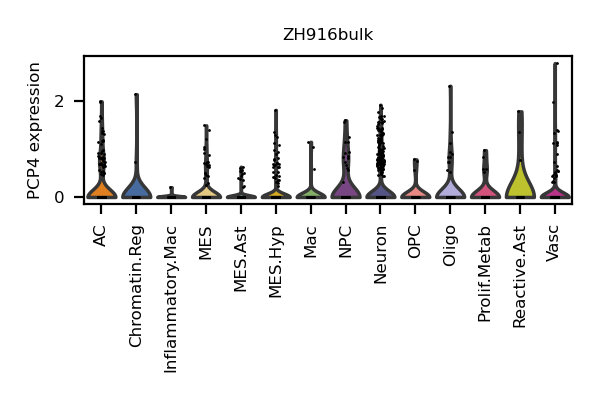 ZH916bulk
PCP4 expression
2
0
AC
Chromatin.Reg
Inflammatory.Mac
MES
MES.Ast
MES.Hyp
Mac
NPC
Neuron
OPC
Oligo
Prolif.Metab
Reactive.Ast
Vasc